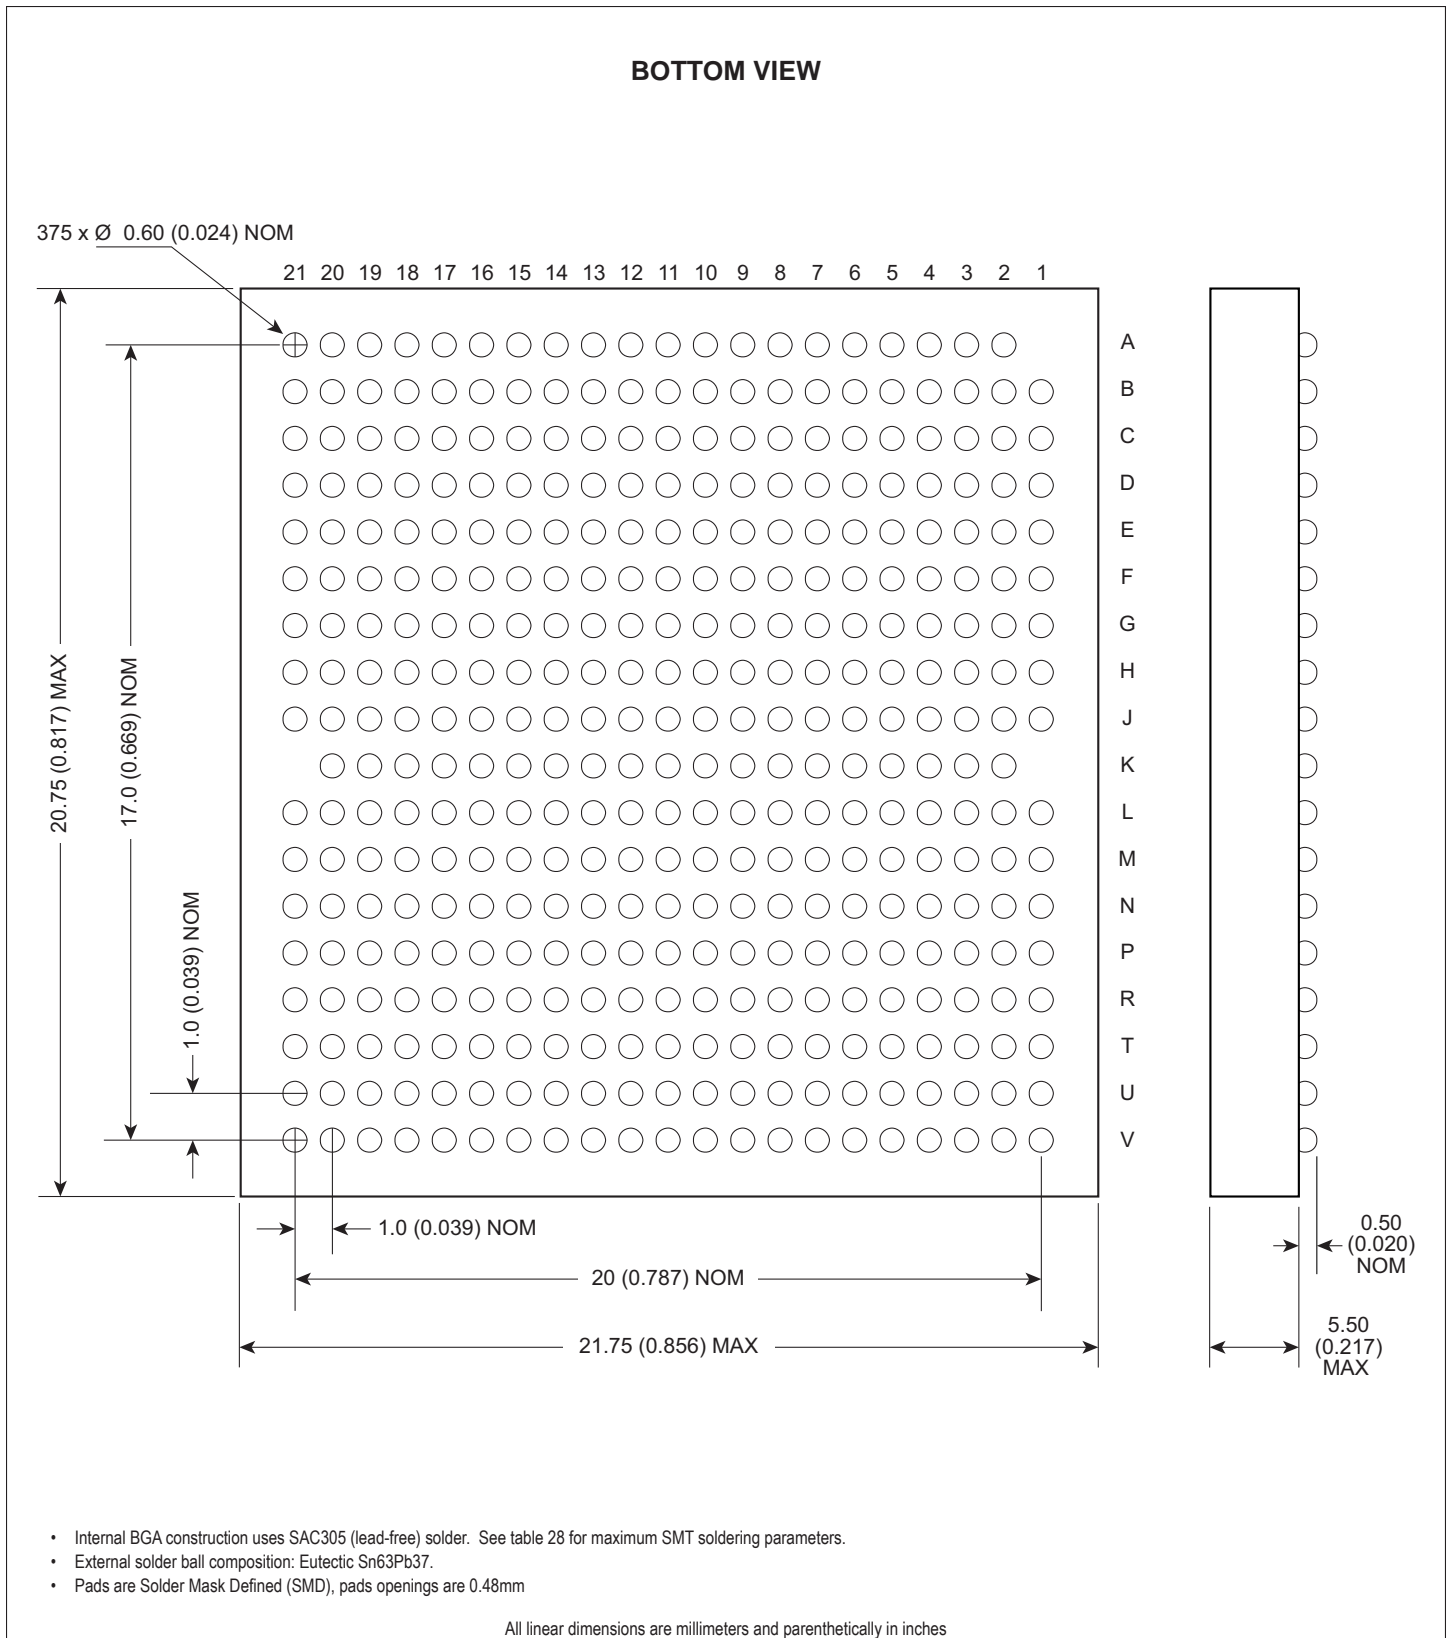 BOTTOM VIEW
375 x Ø 0.60 (0.024) NOM
21 20 19 18 17 16 15 14 13 12 11 10 9 8 7 6 5 4 3 2 1
A
B
C
D
E
F
G
H
J
K
L
M
N
P
R
T
U
V
20.75 (0.817) MAX
17.0 (0.669) NOM
1.0 (0.039) NOM
1.0 (0.039) NOM
20 (0.787) NOM
21.75 (0.856) MAX
0.50
(0.020)
NOM
5.50
(0.217)
MAX
• Internal BGA construction uses SAC305 (lead-free) solder. See table 28 for maximum SMT soldering parameters.
• External solder ball composition: Eutectic Sn63Pb37.
• Pads are Solder Mask Defined (SMD), pads openings are 0.48mm
All linear dimensions are millimeters and parenthetically in inches